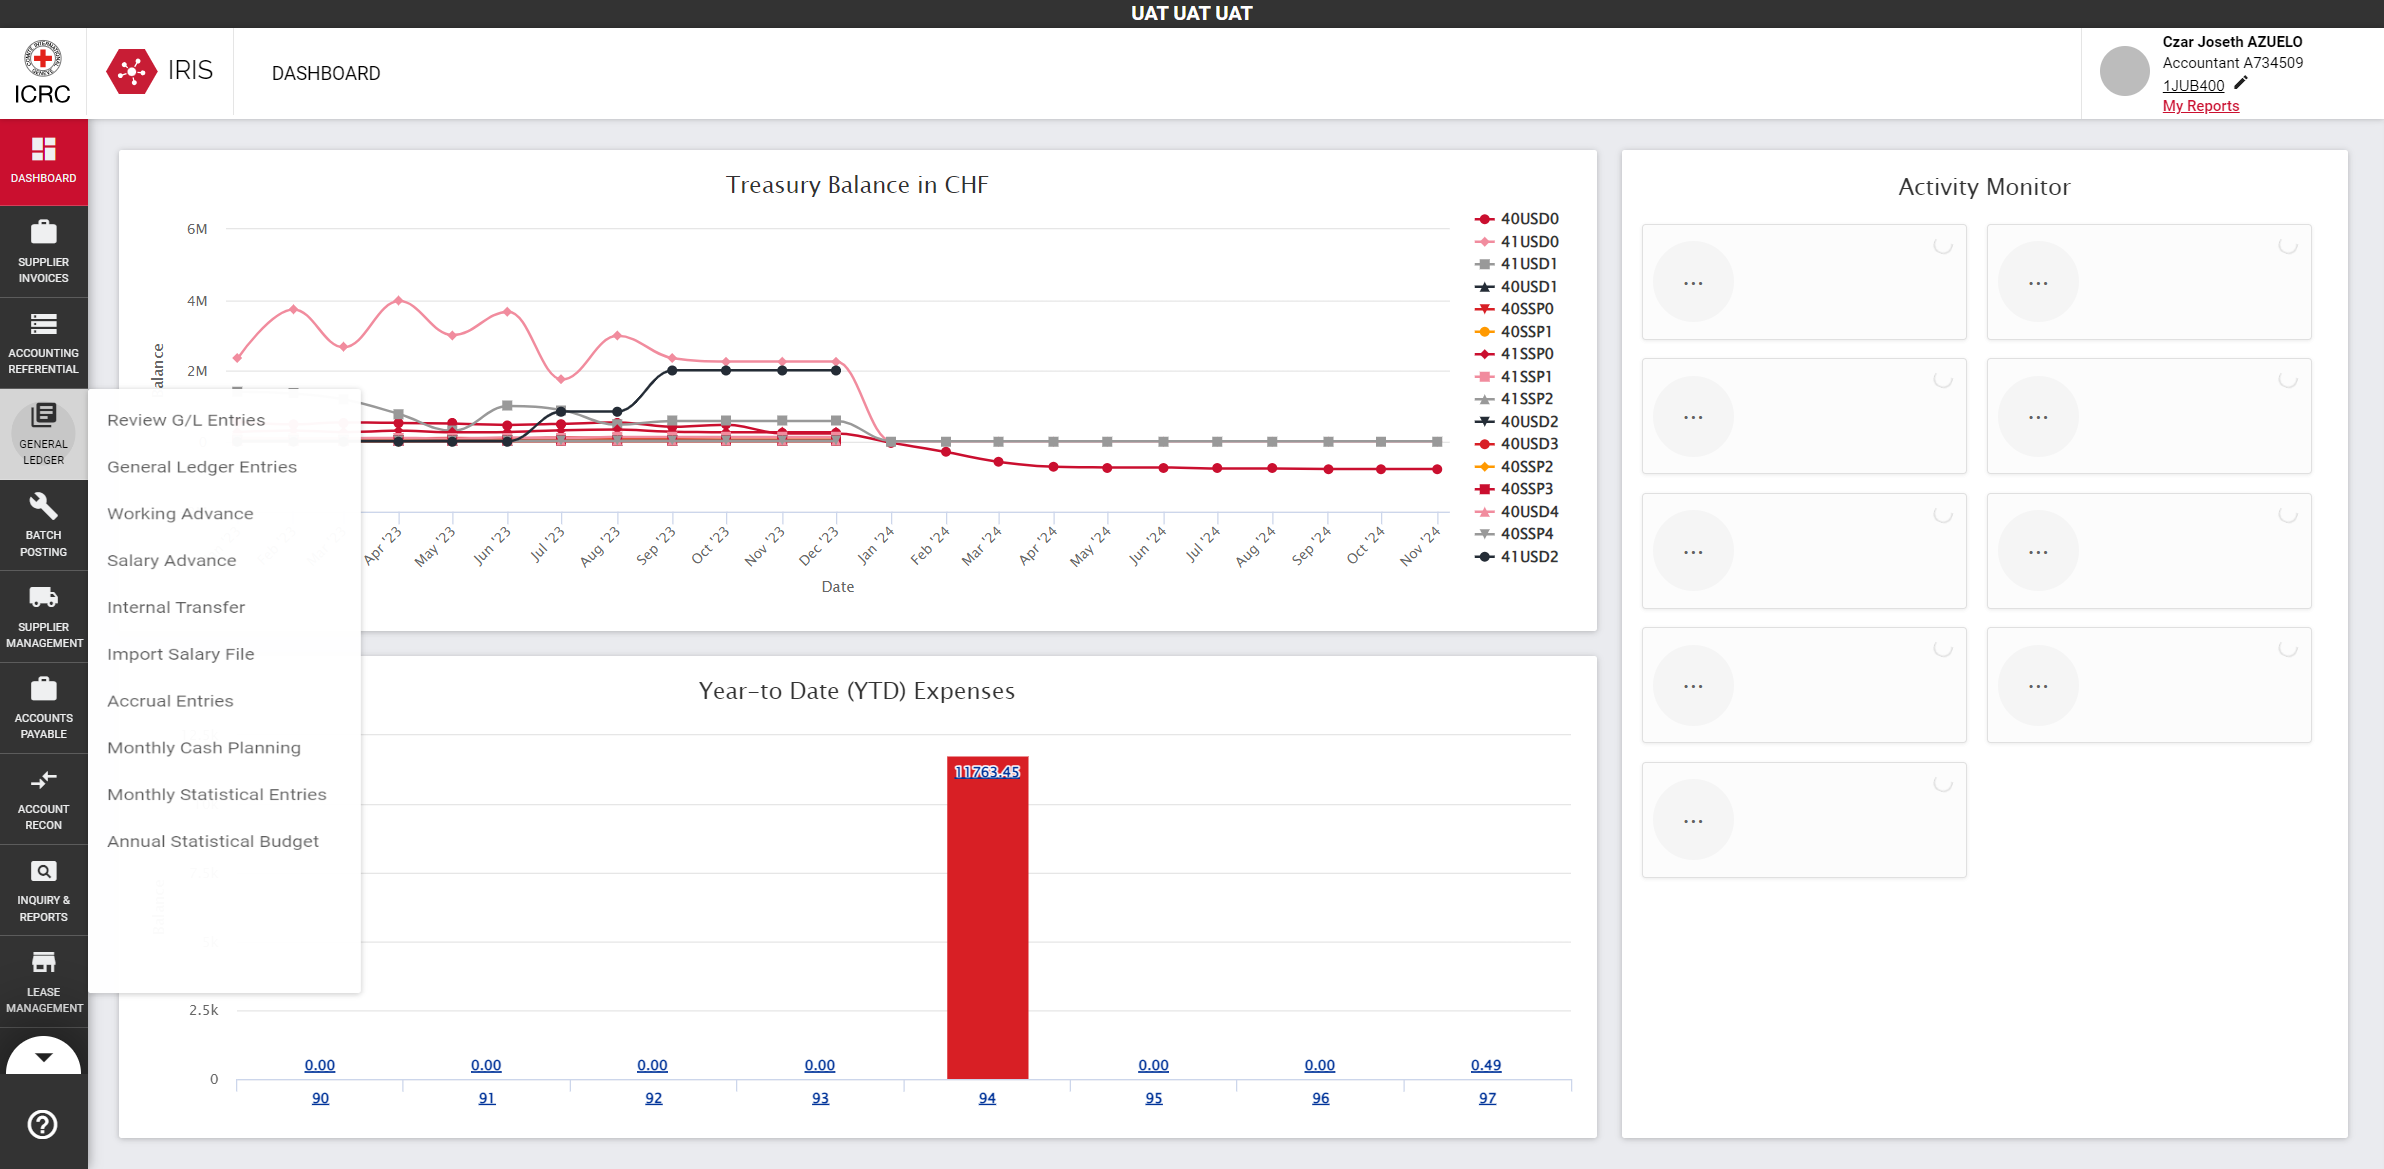 UAT UAT UAT
ICRC
IRIS
DASHBOARD
Czar Joseth AZUELO
Accountant A734509
1JUB400
My Reports
DASHBOARD
SUPPLIER
INVOICES
ACCOUNTING
REFERENTIAL
GENERAL
LEDGER
BATCH
POSTING
SUPPLIER
MANAGEMENT
ACCOUNTS
PAYABLE
ACCOUNT
RECON
INQUIRY &
REPORTS
LEASE
MANAGEMENT
Review G/L Entries
General Ledger Entries
Working Advance
Salary Advance
Internal Transfer
Import Salary File
Accrual Entries
Monthly Cash Planning
Monthly Statistical Entries
Annual Statistical Budget
Treasury Balance in CHF
6M
4M
2M
Apr '23
May '23
Jun '23
Jul '23
Aug '23
Sep '23
Oct '23
Nov '23
Dec '23
Jan '24
Feb '24
Mar '24
Apr '24
May '24
Jun '24
Jul '24
Aug '24
Sep '24
Oct '24
Nov '24
Date
40USD0
41USD0
41USD1
40USD1
40SSP0
40SSP1
41SSP0
41SSP1
41SSP2
40USD2
40USD3
40SSP2
40SSP3
40USD4
40SSP4
41USD2
Year-to Date (YTD) Expenses
11763.45
2.5k
0
0.00
0.00
0.00
0.00
0.00
0.00
0.49
90
91
92
93
94
95
96
97
Activity Monitor
...
...
...
...
...
...
...
...
...